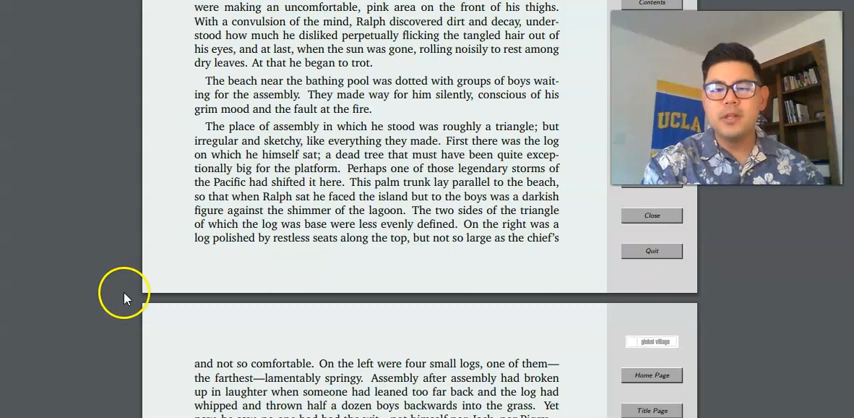 were making an uncomfortable, pink area on the front of his thighs.
With a convulsion of the mind, Ralph discovered dirt and decay, under-
stood how much he disliked perpetually flicking the tangled hair out of
his eyes, and at last, when the sun was gone, rolling noisily to rest among
dry leaves. At that he began to trot.
The beach near the bathing pool was dotted with groups of boys wait-
ing for the assembly. They made way for him silently, conscious of his
grim mood and the fault at the fire.
The place of assembly in which he stood was roughly a triangle; but
irregular and sketchy, like everything they made. First there was the log
on which he himself sat; a dead tree that must have been quite excep-
tionally big for the platform. Perhaps one of those legendary storms of
the Pacific had shifted it here. This palm trunk lay parallel to the beach,
so that when Ralph sat he faced the island but to the boys was a darkish
figure against the shimmer of the lagoon. The two sides of the triangle
of which the log was base were less evenly defined. On the right was a
log polished by restless seats along the top, but not so large as the chief's
and not so comfortable. On the left were four small logs, one of them—
the farthest—lamentably springy. Assembly after assembly had broken
up in laughter when someone had leaned too far back and the log had
whipped and thrown half a dozen boys backwards into the grass. Yet
Contents
UCLA
Close
Quit
global village
Home Page
Title Page